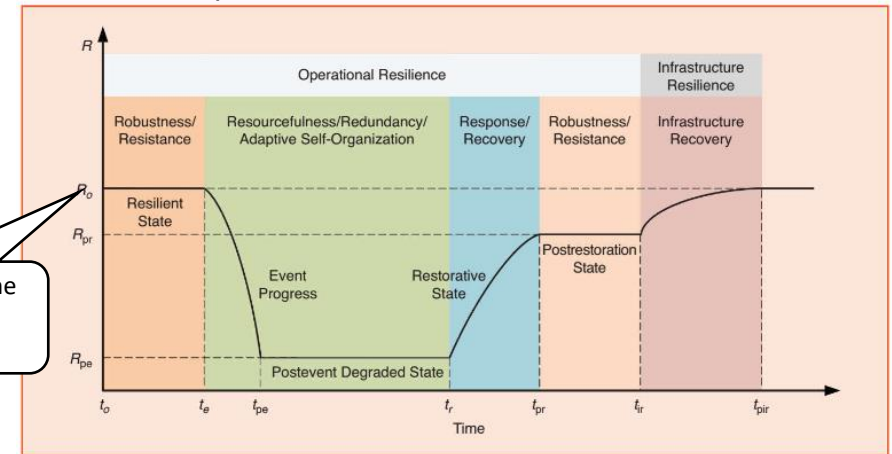 R
Operational Resilience
Infrastructure
Resilience
Robustness/
Resistance
Resourcefulness/Redundancy/
Adaptive Self-Organization
Response/
Recovery
Robustness/
Resistance
Infrastructure
Recovery
Ro
Resilient
State
Rpr
Event
Progress
Restorative
State
Postrestoration
State
Rpe
Postevent Degraded State
to
te
tpe
tr
tpr
tir
tpir
Time